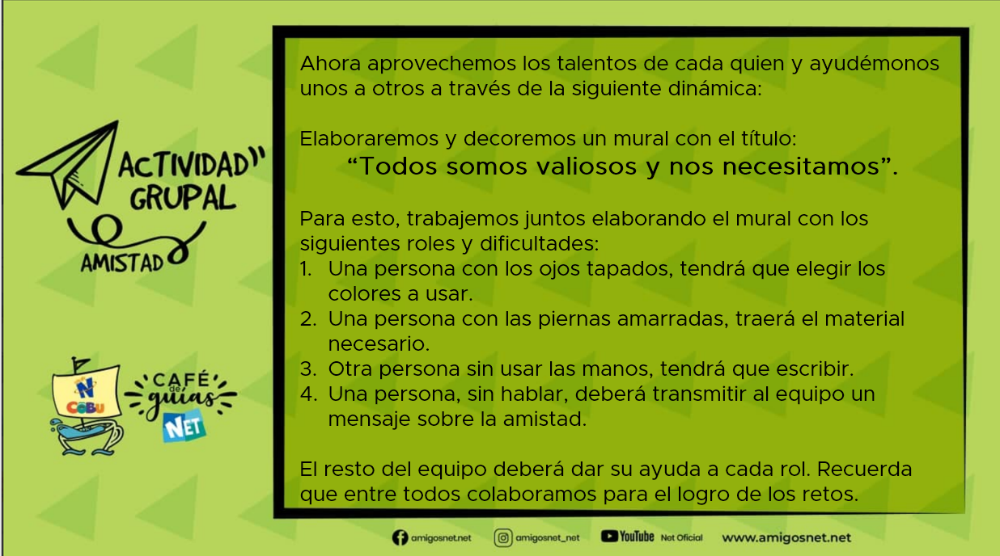 ACTIVIDAD"
GRUPAL
AMISTAD
N
COBU
CAFÉ
de
guías
NET
Ahora aprovechemos los talentos de cada quien y ayudémonos
unos a otros a través de la siguiente dinámica:
Elaboraremos y decoremos un mural con el título:
“Todos somos valiosos y nos necesitamos”.
Para esto, trabajemos juntos elaborando el mural con los
siguientes roles y dificultades:
1. Una persona con los ojos tapados, tendrá que elegir los
colores a usar.
2. Una persona con las piernas amarradas, traerá el material
necesario.
3. Otra persona sin usar las manos, tendrá que escribir.
4. Una persona, sin hablar, deberá transmitir al equipo un
mensaje sobre la amistad.
El resto del equipo deberá dar su ayuda a cada rol. Recuerda
que entre todos colaboramos para el logro de los retos.
amigosnet.net amigosnet_net YouTube Net Oficial www.amigosnet.net